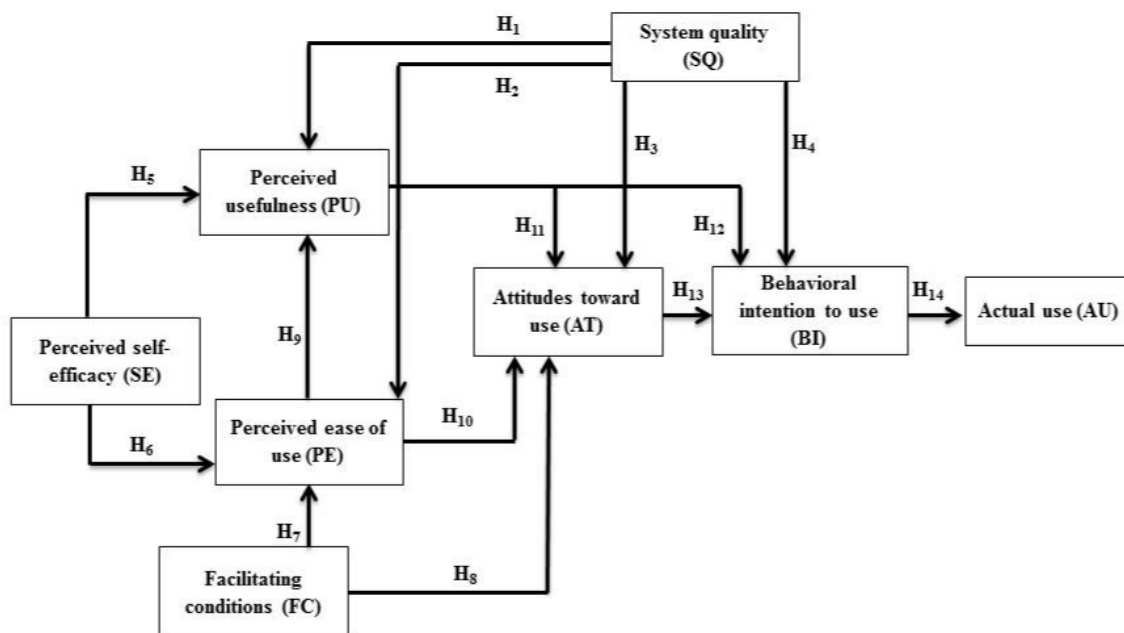 H₁
System quality
(SQ)
H₂
H₃
H₄
H₅
Perceived
usefulness (PU)
H₁₁
H₁₂
Attitudes toward
use (AT)
H₁₃
Behavioral
intention to use
(BI)
H₁₄
Actual use (AU)
Perceived self-
efficacy (SE)
H₉
H₆
Perceived ease of
use (PE)
H₁₀
H₇
Facilitating
conditions (FC)
H₈